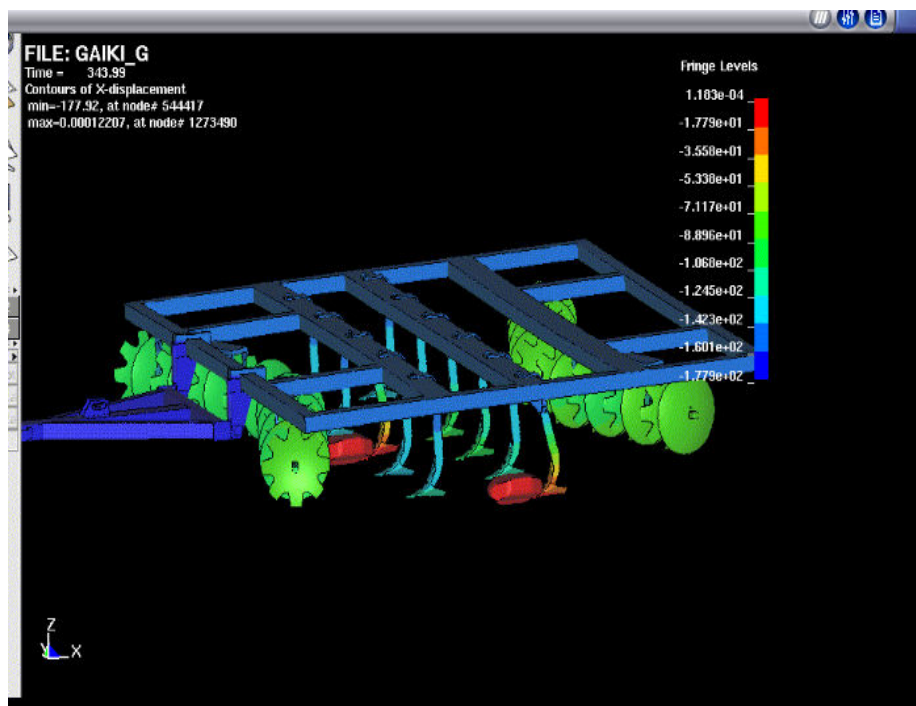 FILE: GAIKI_G
Time =    343.99
Contours of X-displacement
min=-177.92, at node# 544417
max=0.00012207, at node# 1273490
Fringe Levels
1.183e-04
-1.779e+01
-3.558e+01
-5.338e+01
-7.117e+01
-8.896e+01
-1.068e+02
-1.245e+02
-1.423e+02
-1.601e+02
-1.779e+02
Z
Y
X